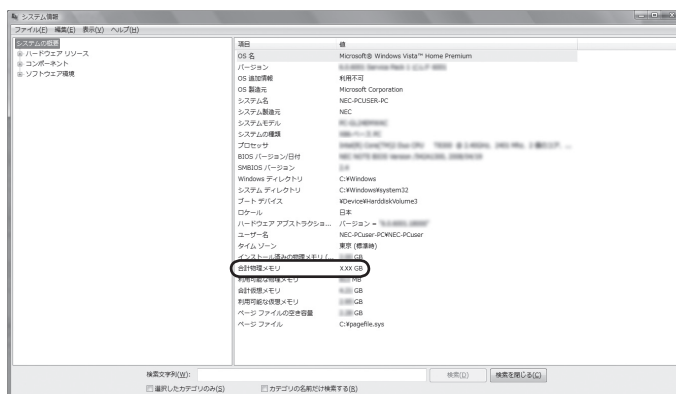 システム情報
ファイル(F) 編集(E) 表示(V) ヘルプ(H)
システムの概要
ハードウェア リソース
コンポーネント
ソフトウェア環境
項目 値
OS 名 Microsoft® Windows Vista™ Home Premium
バージョン
OS 追加情報 利用不可
OS 製造元 Microsoft Corporation
システム名 NEC-PCUSER-PC
システム製造元 NEC
システムモデル
システムの種類
プロセッサ
BIOS バージョン/日付
SMBIOS バージョン
Windows ディレクトリ C:¥Windows
システム ディレクトリ C:¥Windows¥system32
ブート デバイス ¥Device¥HarddiskVolume3
ロケール 日本
ハードウェア アブストラクショ... バージョン =
ユーザー名 NEC-PCuser-PC¥NEC-PCuser
タイム ゾーン 東京 (標準時)
インストール済みの物理メモリ (... GB
合計物理メモリ X.XX GB
利用可能な物理メモリ MB
合計仮想メモリ GB
利用可能な仮想メモリ GB
ページ ファイルの空き容量 GB
ページ ファイル C:¥pagefile.sys
検索文字列(W): 検索(D) 検索を閉じる(C)
選択したカテゴリのみ(S) カテゴリの名前だけ検索する(R)